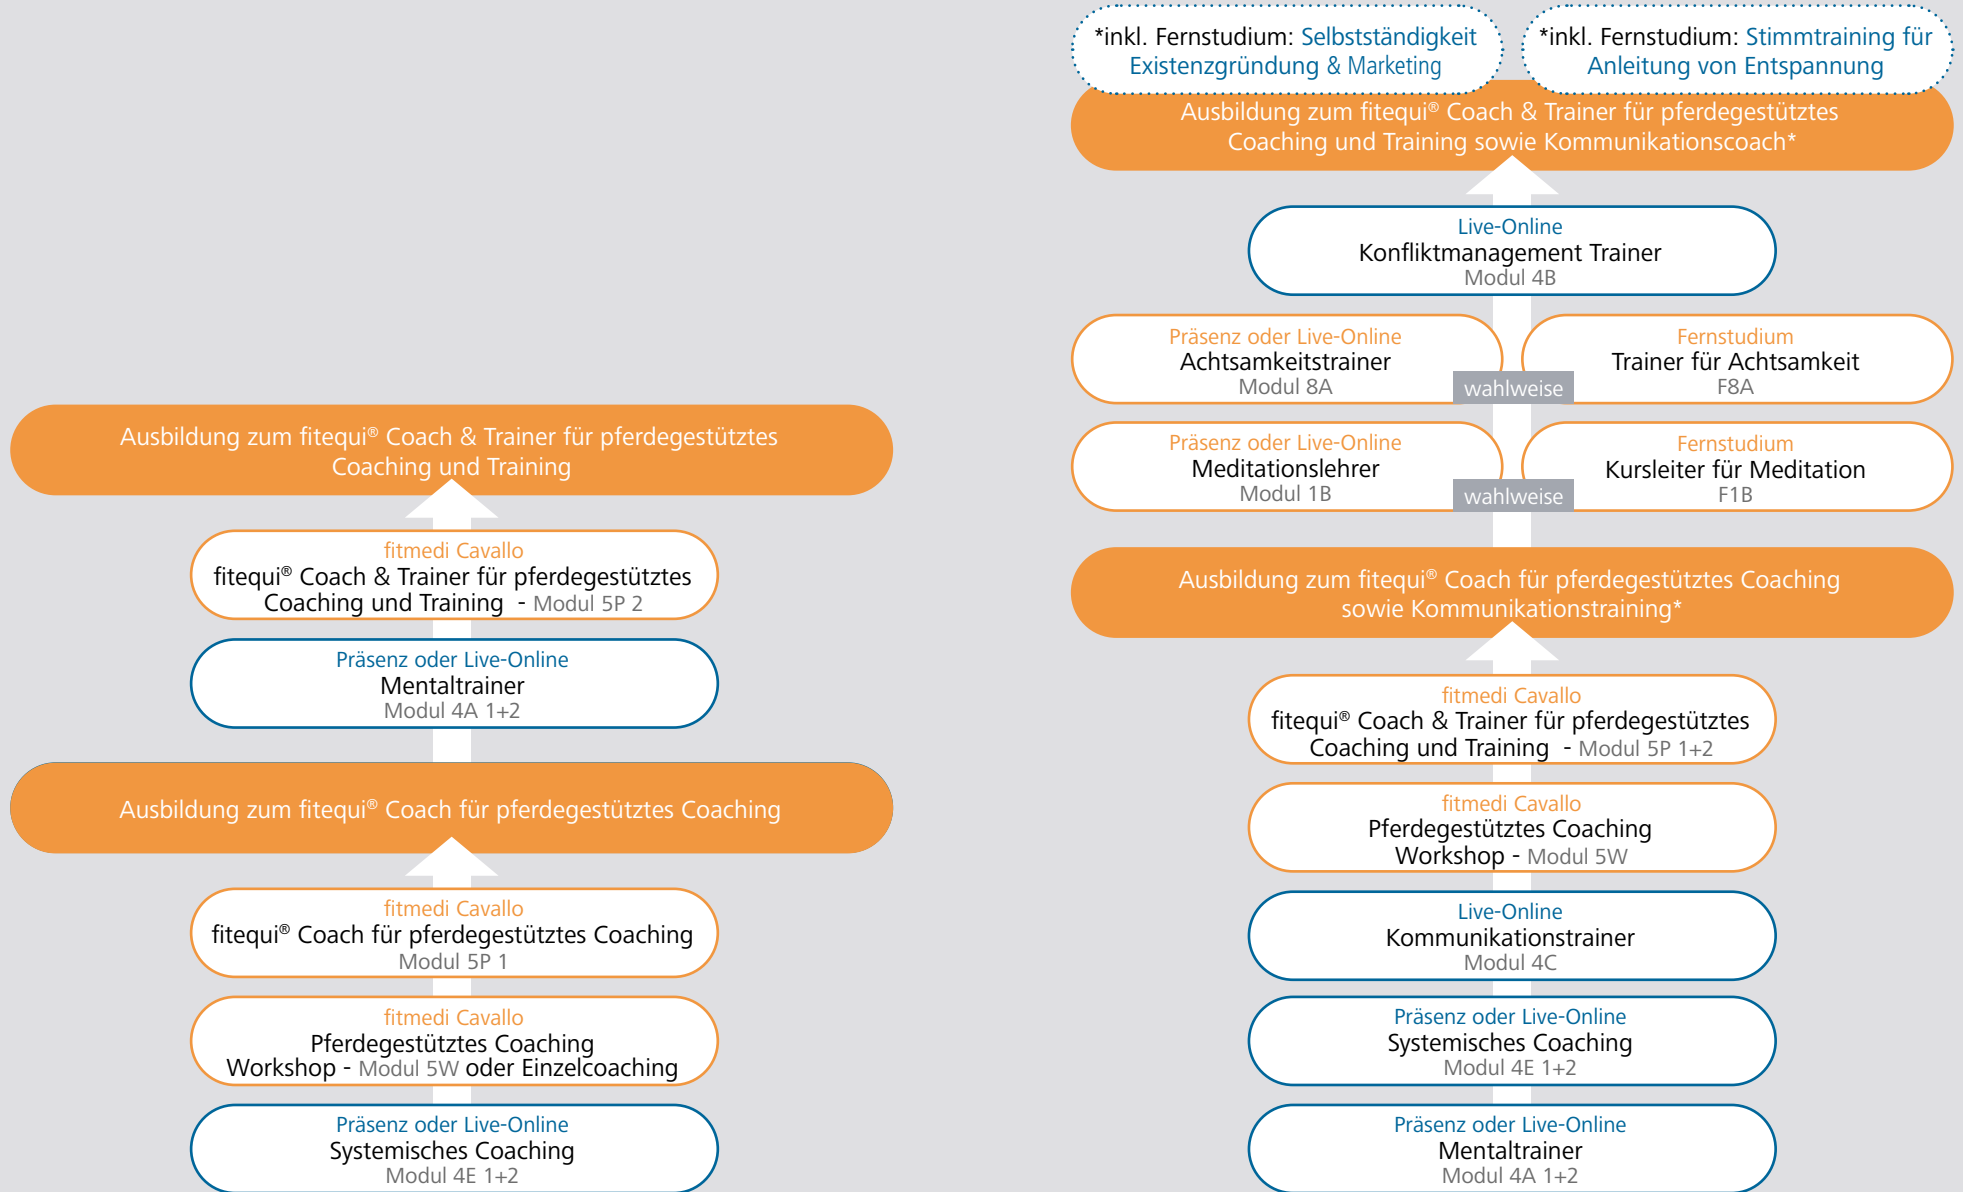 Ausbildung zum fitequi® Coach & Trainer für pferdegestütztes
Coaching und Training
fitmedi Cavallo
fitequi® Coach & Trainer für pferdegestütztes
Coaching und Training - Modul 5P 2
Präsenz oder Live-Online
Mentaltrainer
Modul 4A 1+2
Ausbildung zum fitequi® Coach für pferdegestütztes Coaching
fitmedi Cavallo
fitequi® Coach für pferdegestütztes Coaching
Modul 5P 1
fitmedi Cavallo
Pferdegestütztes Coaching
Workshop - Modul 5W oder Einzelcoaching
Präsenz oder Live-Online
Systemisches Coaching
Modul 4E 1+2
*inkl. Fernstudium: Selbstständigkeit
Existenzgründung & Marketing
*inkl. Fernstudium: Stimmtraining für
Anleitung von Entspannung
Ausbildung zum fitequi® Coach & Trainer für pferdegestütztes
Coaching und Training sowie Kommunikationscoach*
Live-Online
Konfliktmanagement Trainer
Modul 4B
Präsenz oder Live-Online
Achtsamkeitstrainer
Modul 8A
wahlweise
Fernstudium
Trainer für Achtsamkeit
F8A
Präsenz oder Live-Online
Meditationslehrer
Modul 1B
wahlweise
Fernstudium
Kursleiter für Meditation
F1B
Ausbildung zum fitequi® Coach für pferdegestütztes Coaching
sowie Kommunikationstraining*
fitmedi Cavallo
fitequi® Coach & Trainer für pferdegestütztes
Coaching und Training - Modul 5P 1+2
fitmedi Cavallo
Pferdegestütztes Coaching
Workshop - Modul 5W
Live-Online
Kommunikationstrainer
Modul 4C
Präsenz oder Live-Online
Systemisches Coaching
Modul 4E 1+2
Präsenz oder Live-Online
Mentaltrainer
Modul 4A 1+2